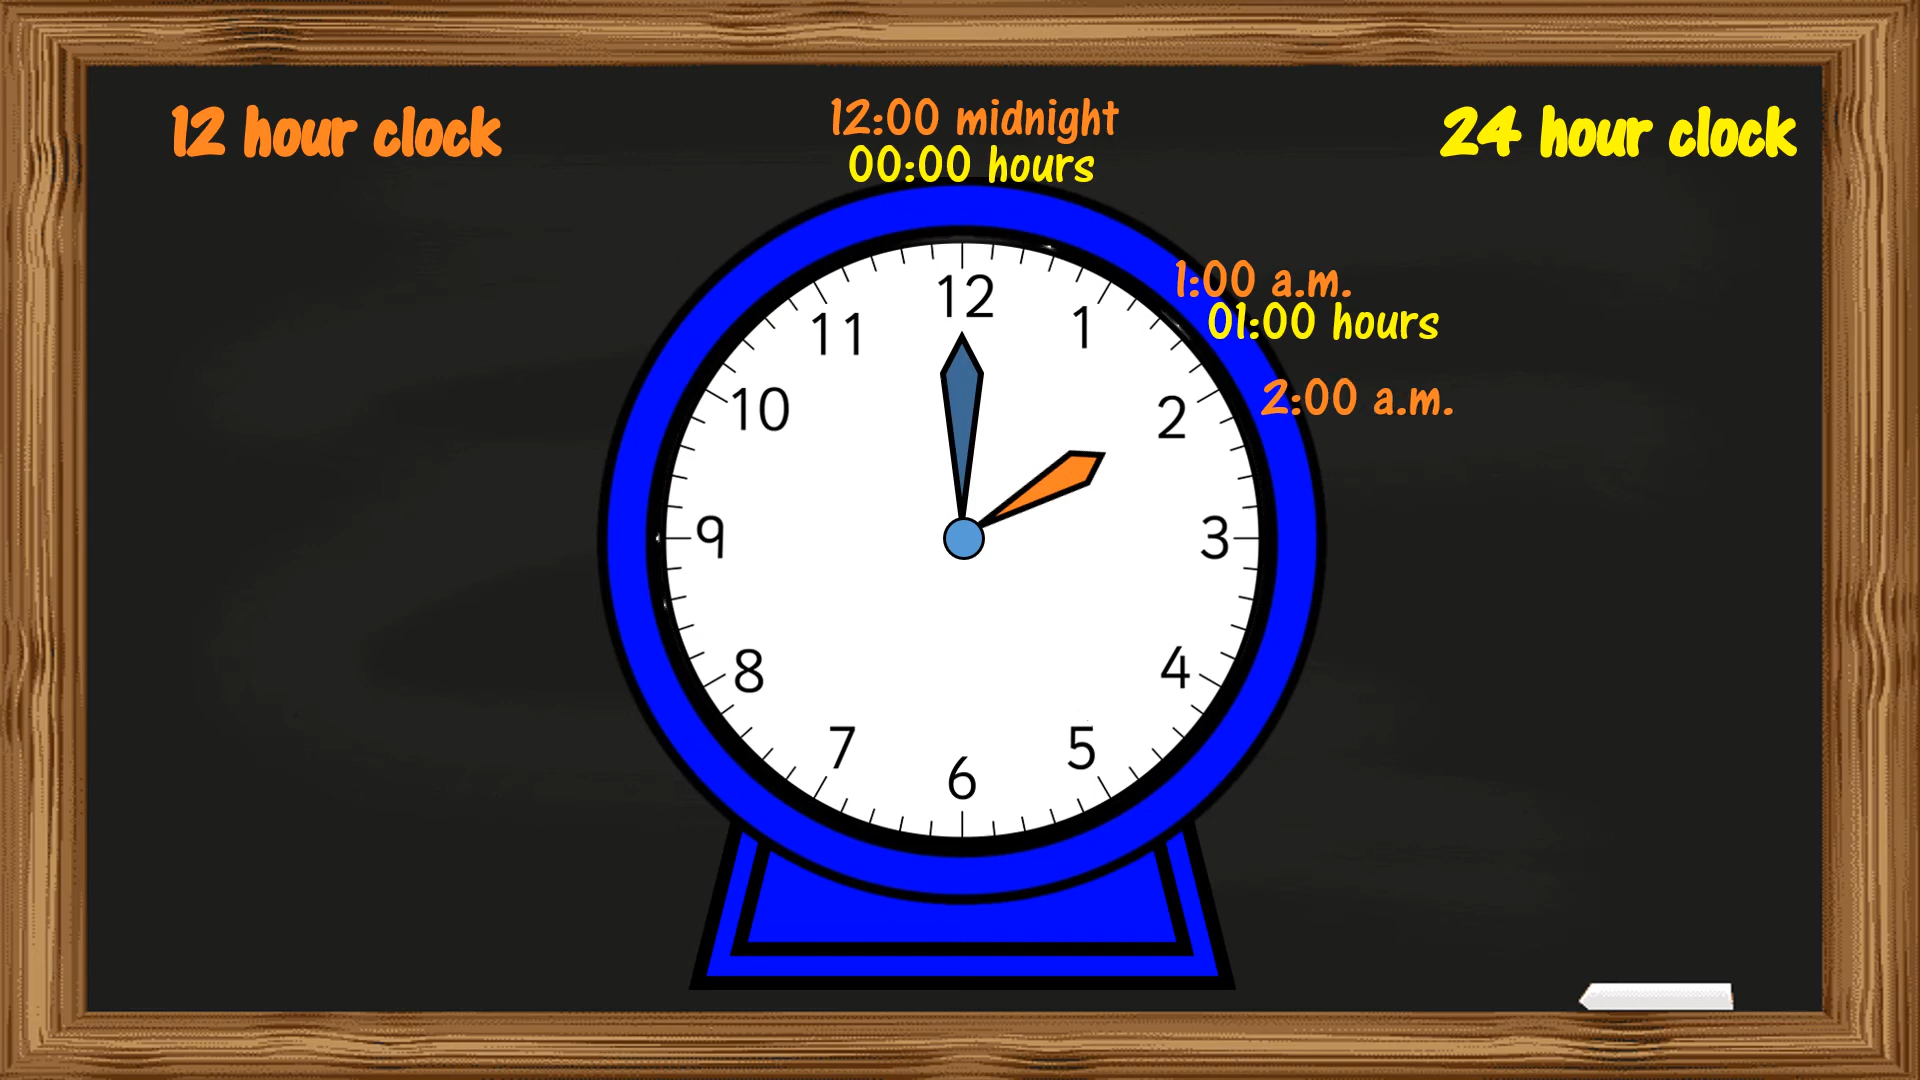 12 hour clock
12:00 midnight
00:00 hours
24 hour clock
1:00 a.m.
01:00 hours
2:00 a.m.
12
1
2
3
4
5
6
7
8
9
10
11